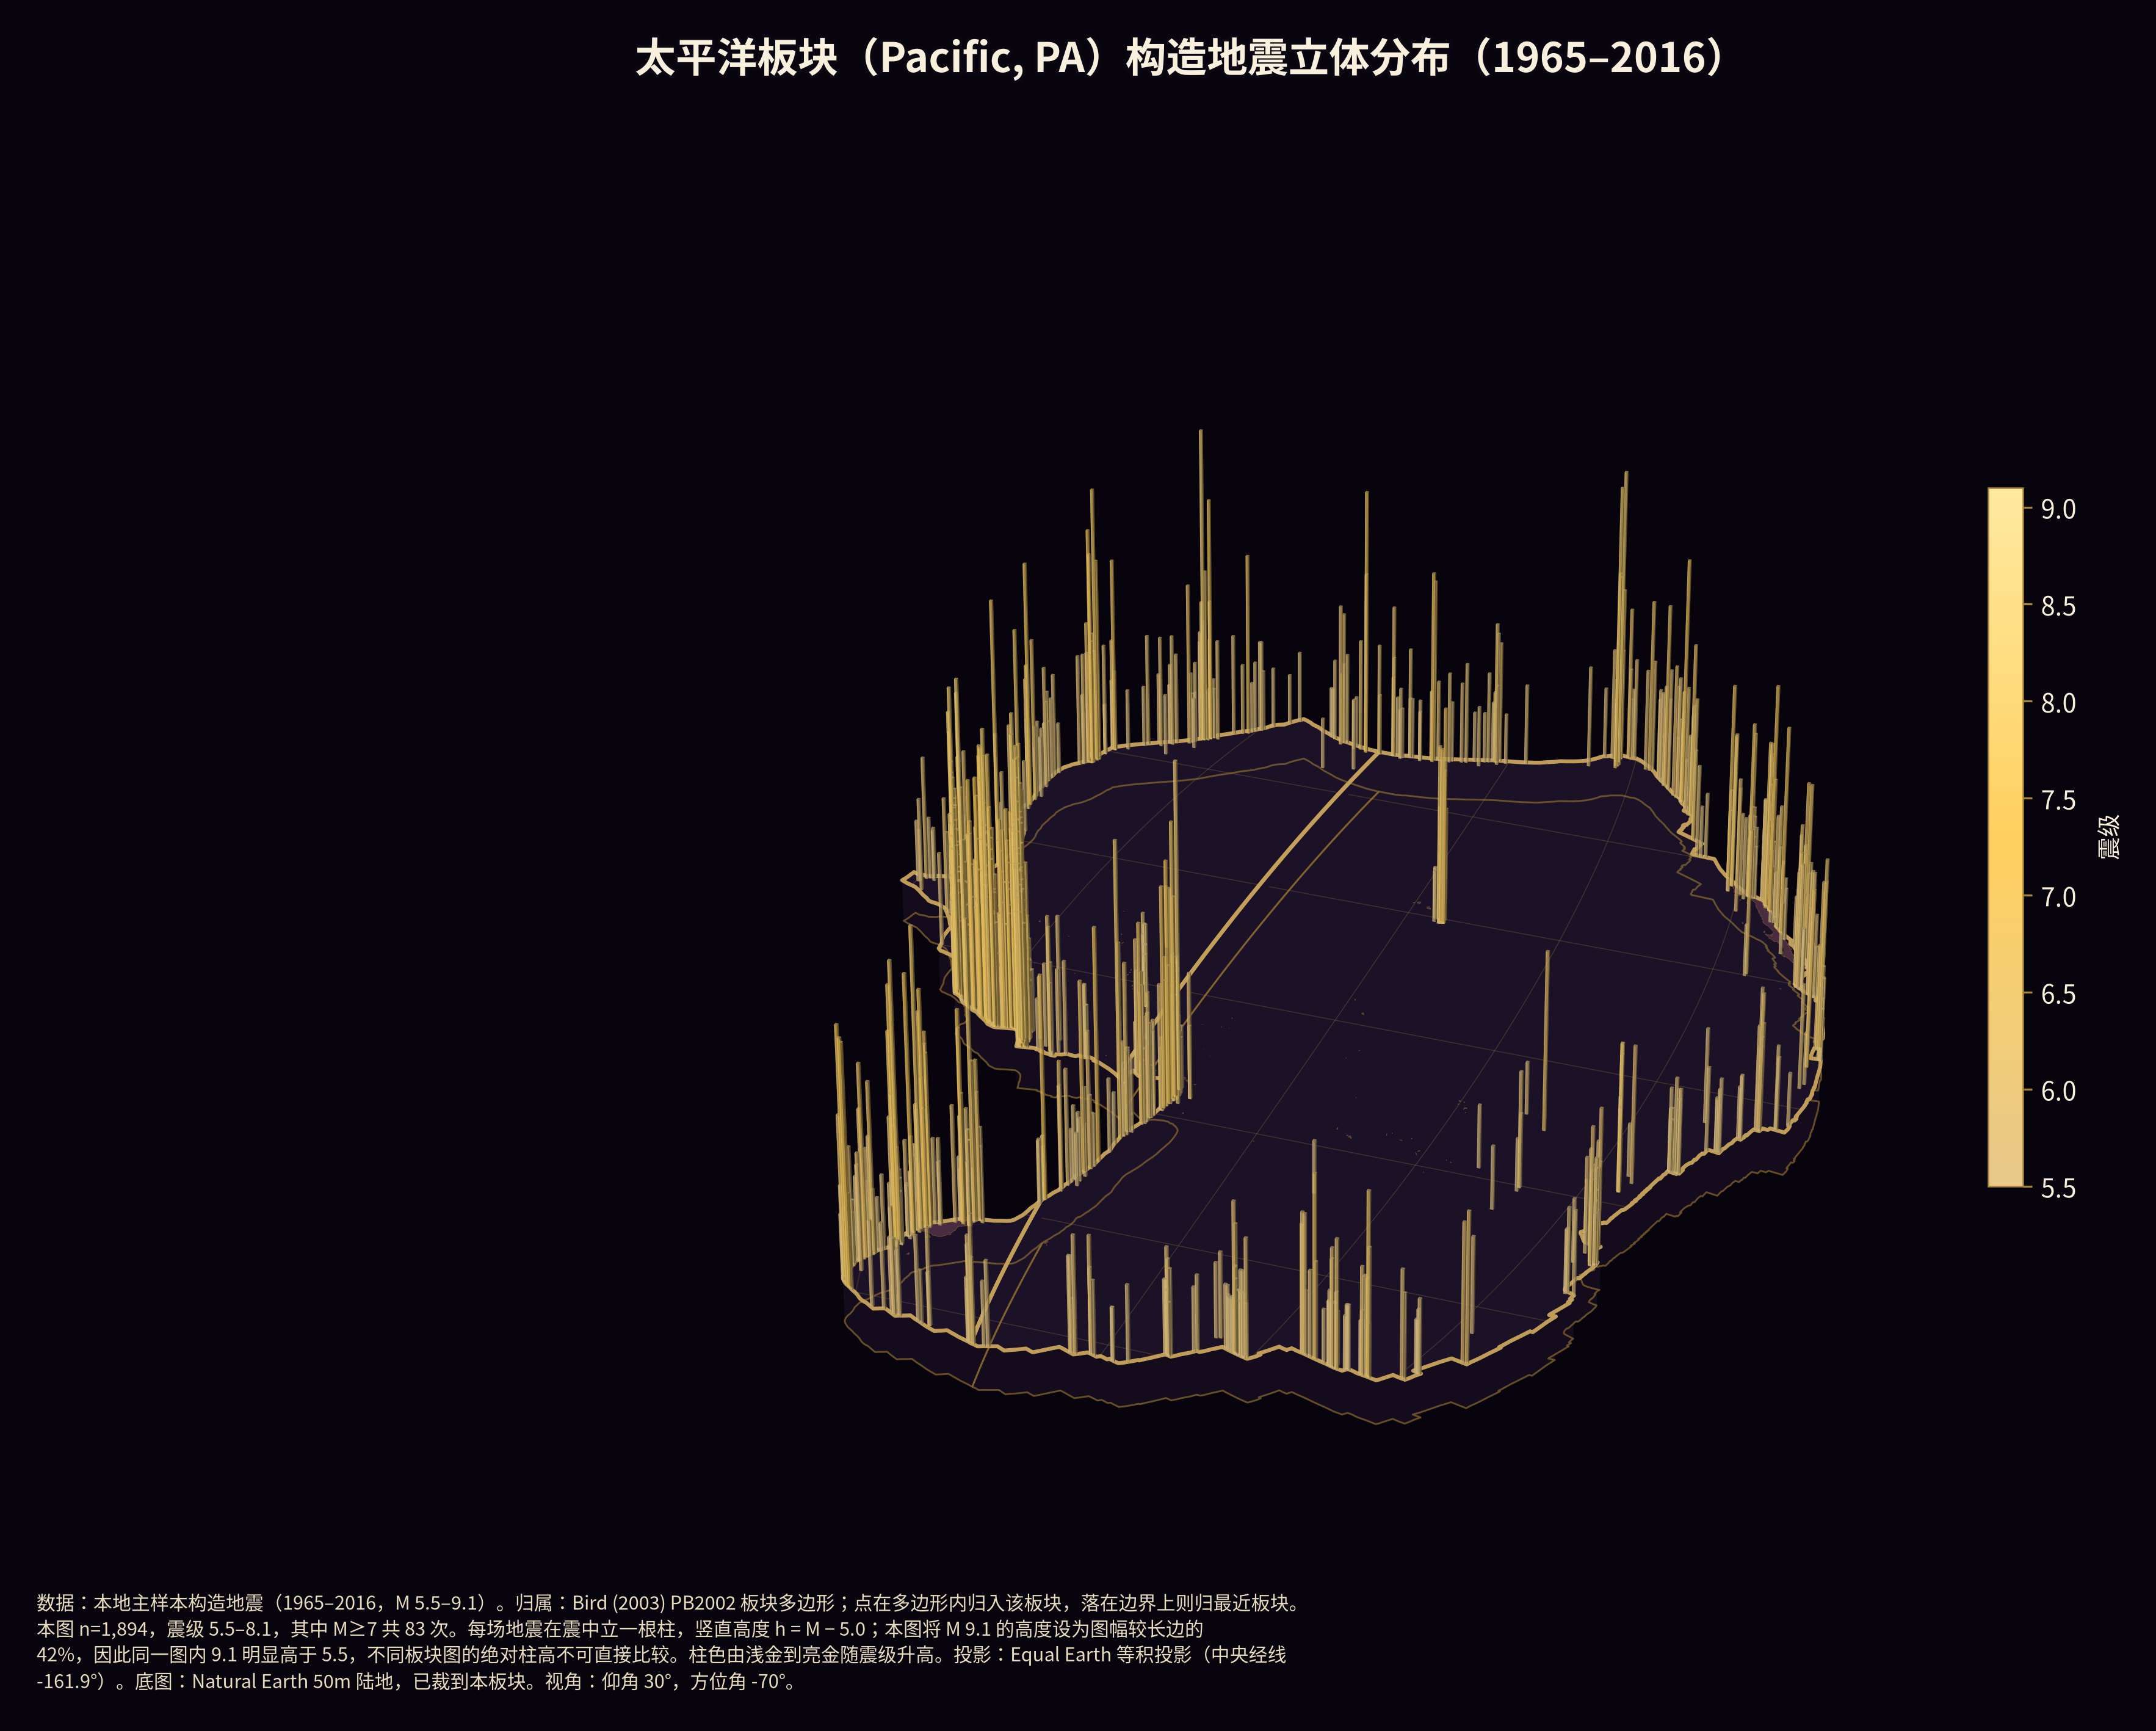 太平洋板块（Pacific, PA）构造地震立体分布（1965–2016）
9.0
8.5
8.0
7.5
7.0
6.5
6.0
5.5
震级
数据：本地主样本构造地震（1965–2016，M 5.5–9.1）。归属：Bird (2003) PB2002 板块多边形；点在多边形内归入该板块，落在边界上则归最近板块。
本图 n=1,894，震级 5.5–8.1，其中 M≥7 共 83 次。每场地震在震中立一根柱，竖直高度 h = M − 5.0；本图将 M 9.1 的高度设为图幅较长边的
42%，因此同一图内 9.1 明显高于 5.5，不同板块图的绝对柱高不可直接比较。柱色由浅金到亮金随震级升高。投影：Equal Earth 等积投影（中央经线
-161.9°）。底图：Natural Earth 50m 陆地，已裁到本板块。视角：仰角 30°，方位角 -70°。